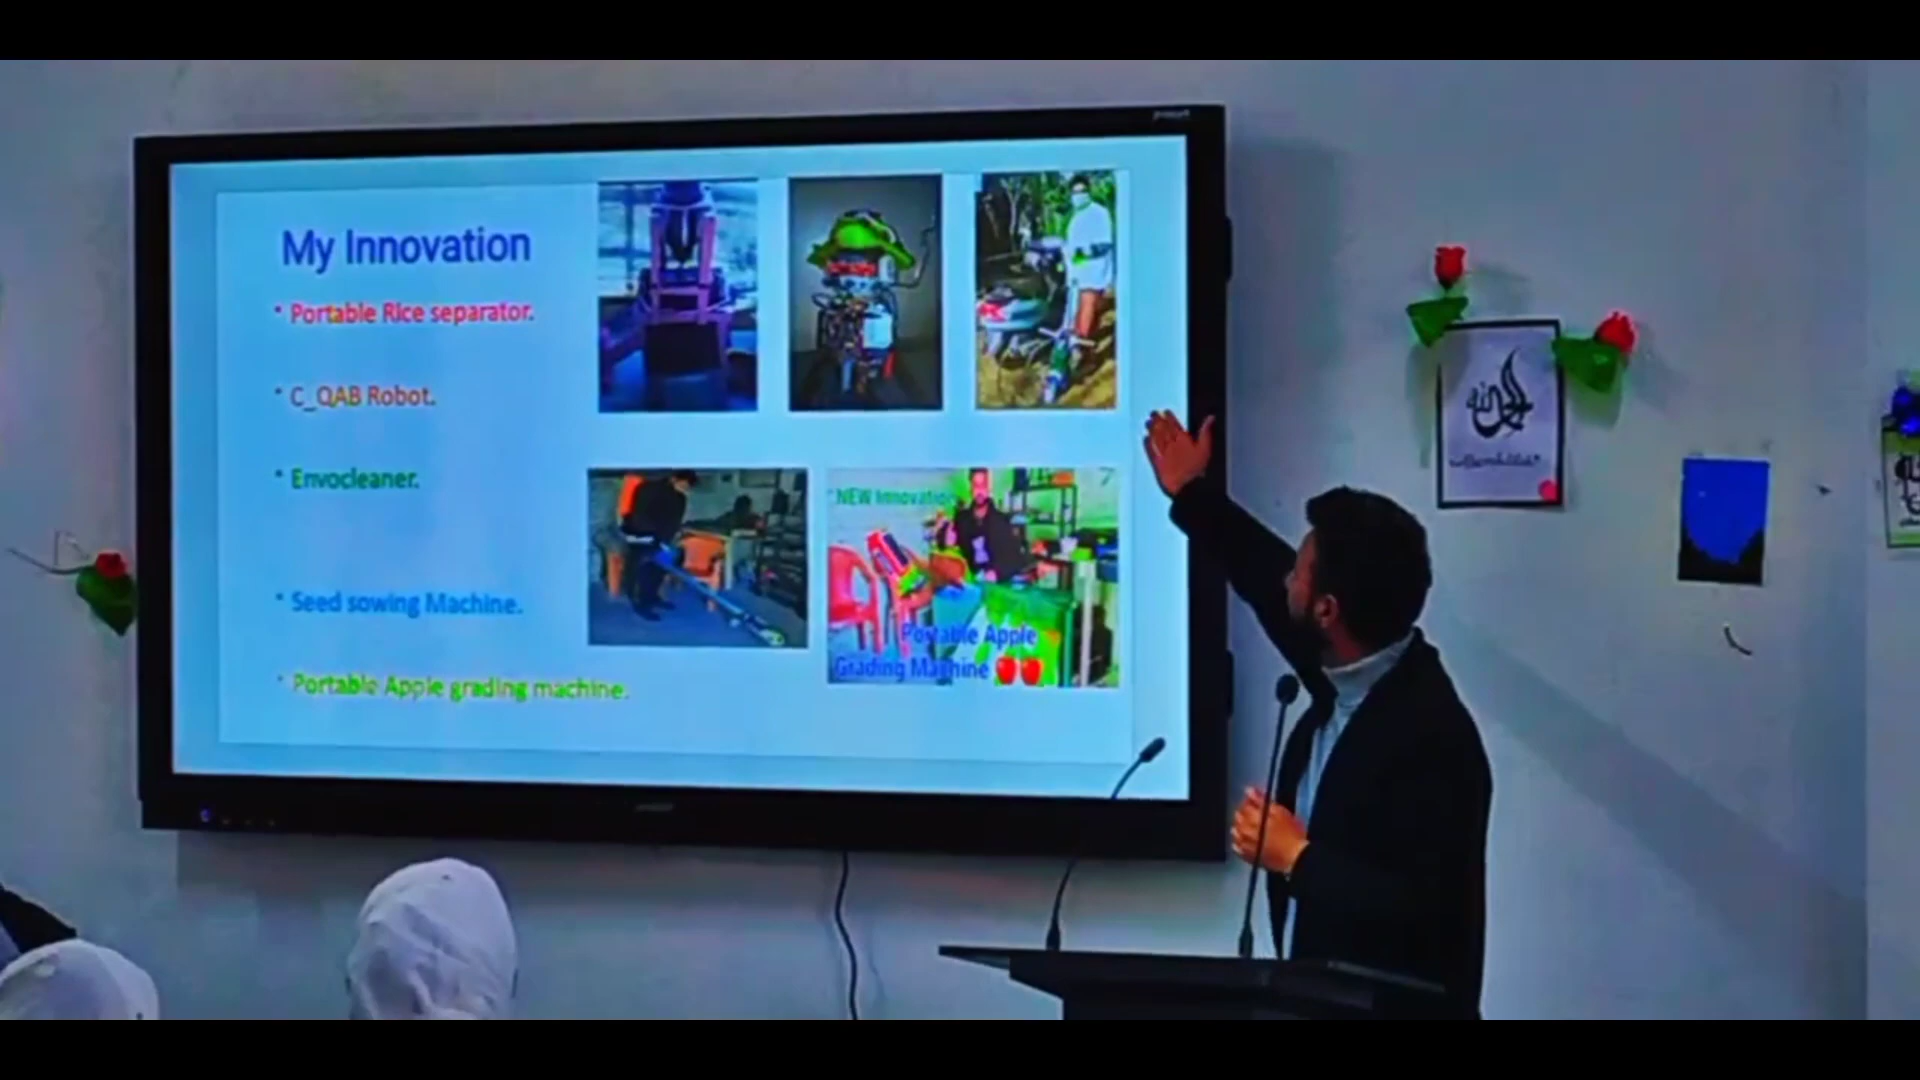 My Innovation
• Portable Rice separator.
• C_QAB Robot.
• Envocleaner.
• Seed sowing Machine.
• Portable Apple grading machine.
NEW Innovation
Portable Apple
Grading Machine 🍎🍎